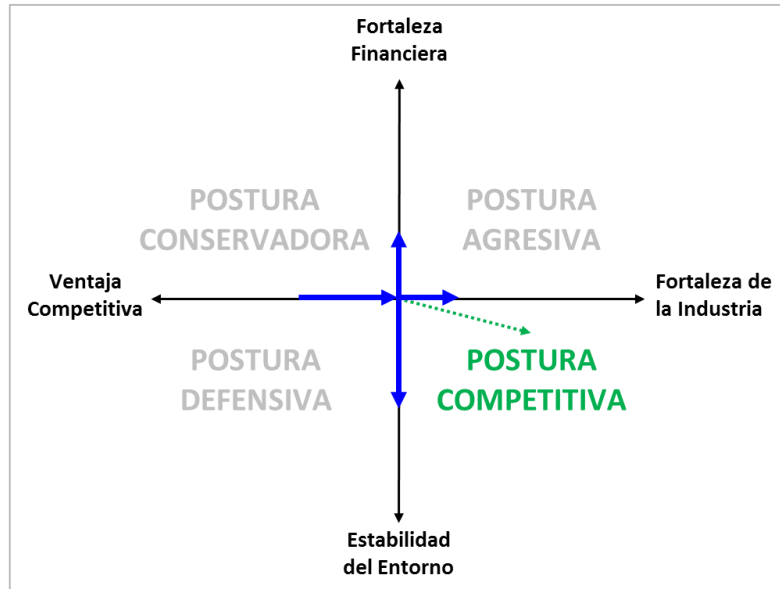 Fortaleza
Financiera
POSTURA
CONSERVADORA
POSTURA
AGRESIVA
Ventaja
Competitiva
Fortaleza de
la Industria
POSTURA
DEFENSIVA
POSTURA
COMPETITIVA
Estabilidad
del Entorno